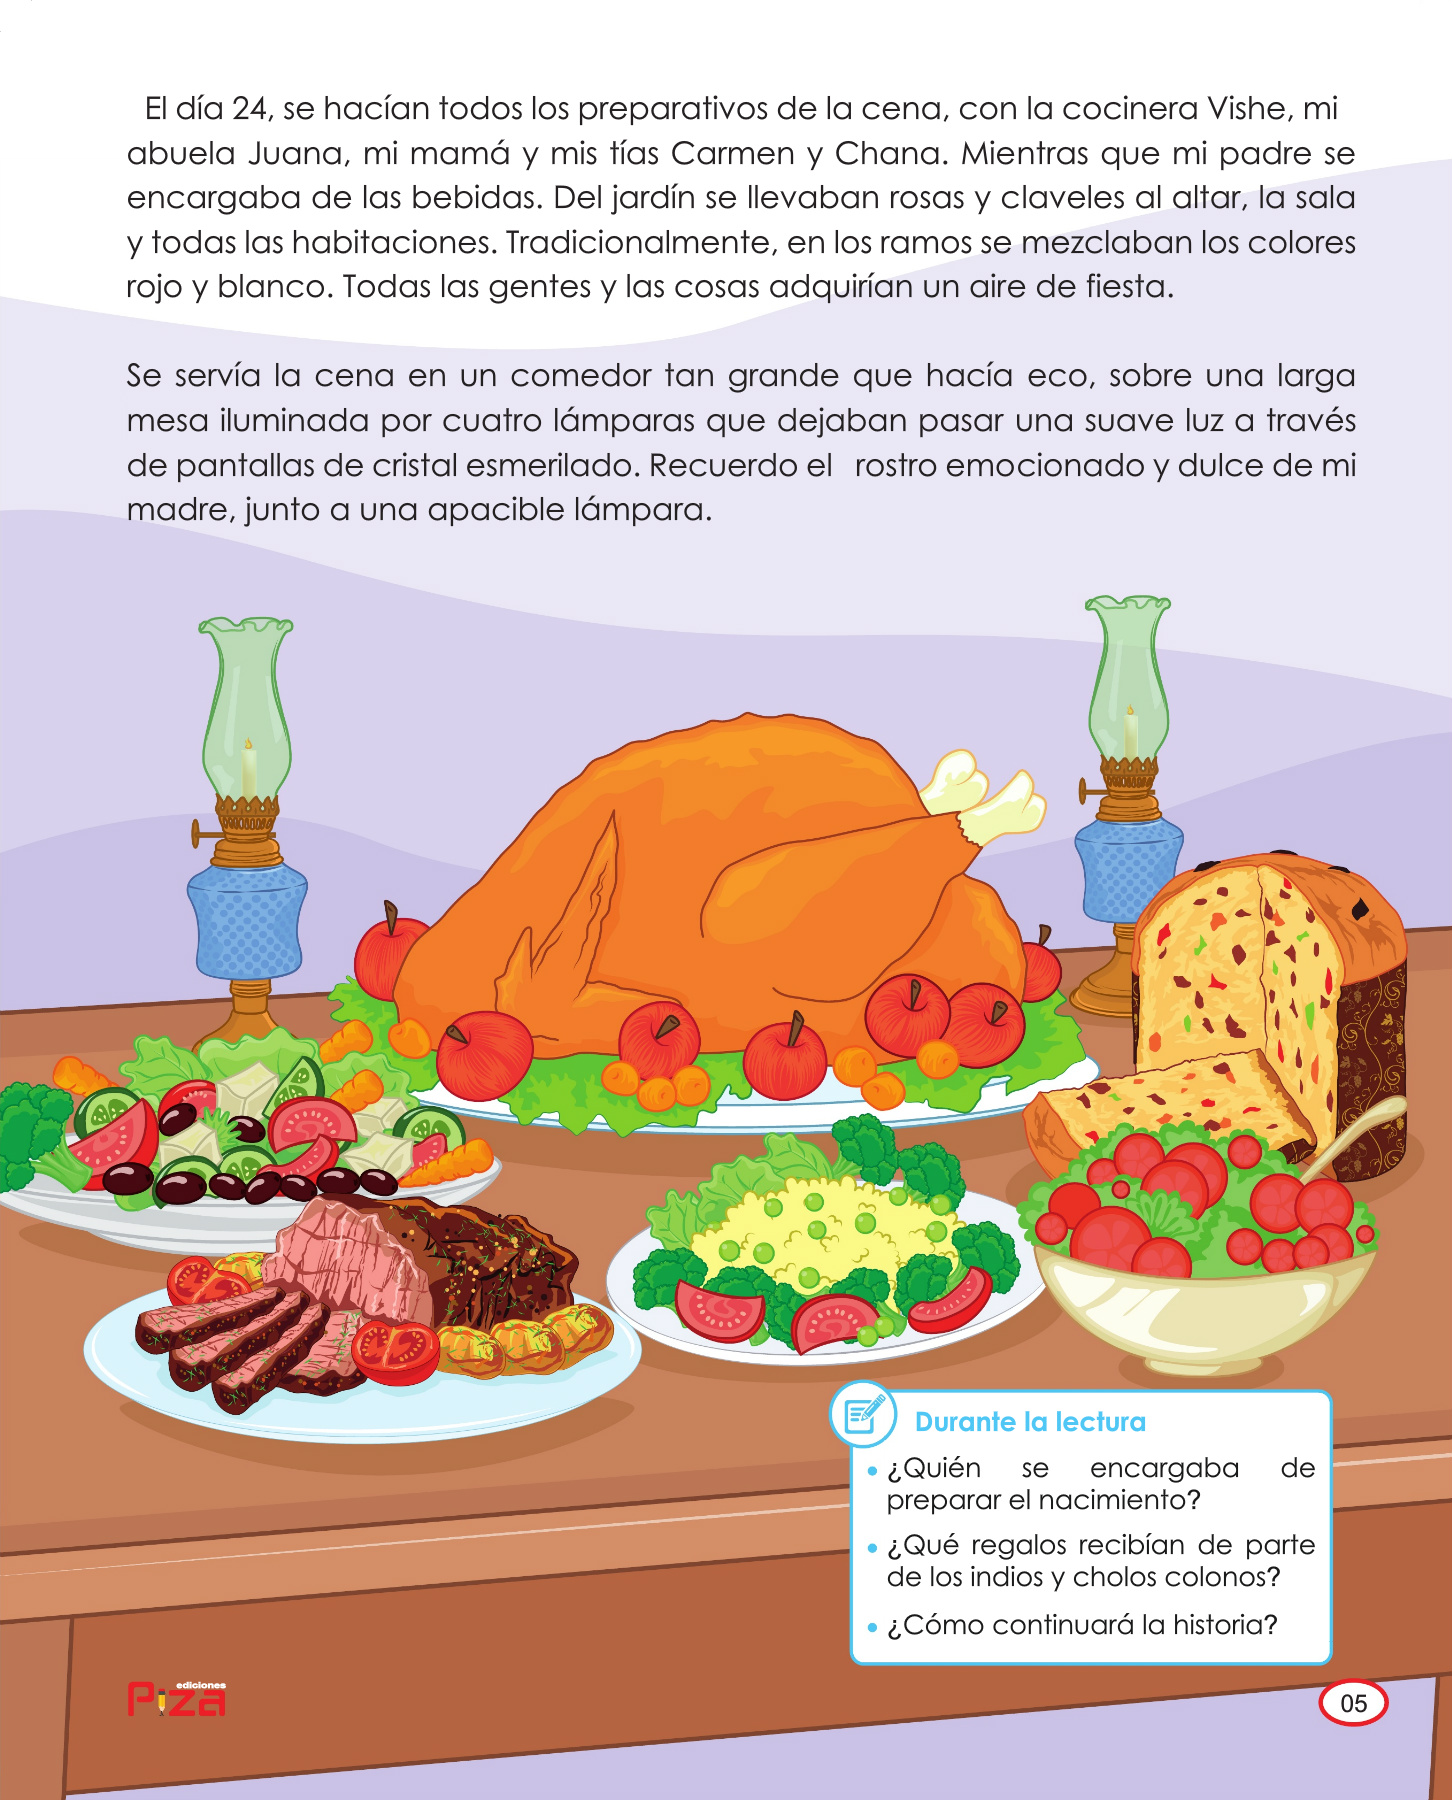 El día 24, se hacían todos los preparativos de la cena, con la cocinera Vishe, mi
abuela Juana, mi mamá y mis tías Carmen y Chana. Mientras que mi padre se
encargaba de las bebidas. Del jardín se llevaban rosas y claveles al altar, la sala
y todas las habitaciones. Tradicionalmente, en los ramos se mezclaban los colores
rojo y blanco. Todas las gentes y las cosas adquirían un aire de fiesta.
Se servía la cena en un comedor tan grande que hacía eco, sobre una larga
mesa iluminada por cuatro lámparas que dejaban pasar una suave luz a través
de pantallas de cristal esmerilado. Recuerdo el rostro emocionado y dulce de mi
madre, junto a una apacible lámpara.
Durante la lectura
• ¿Quién se encargaba de
preparar el nacimiento?
• ¿Qué regalos recibían de parte
de los indios y cholos colonos?
• ¿Cómo continuará la historia?
ediciones
Piza
05